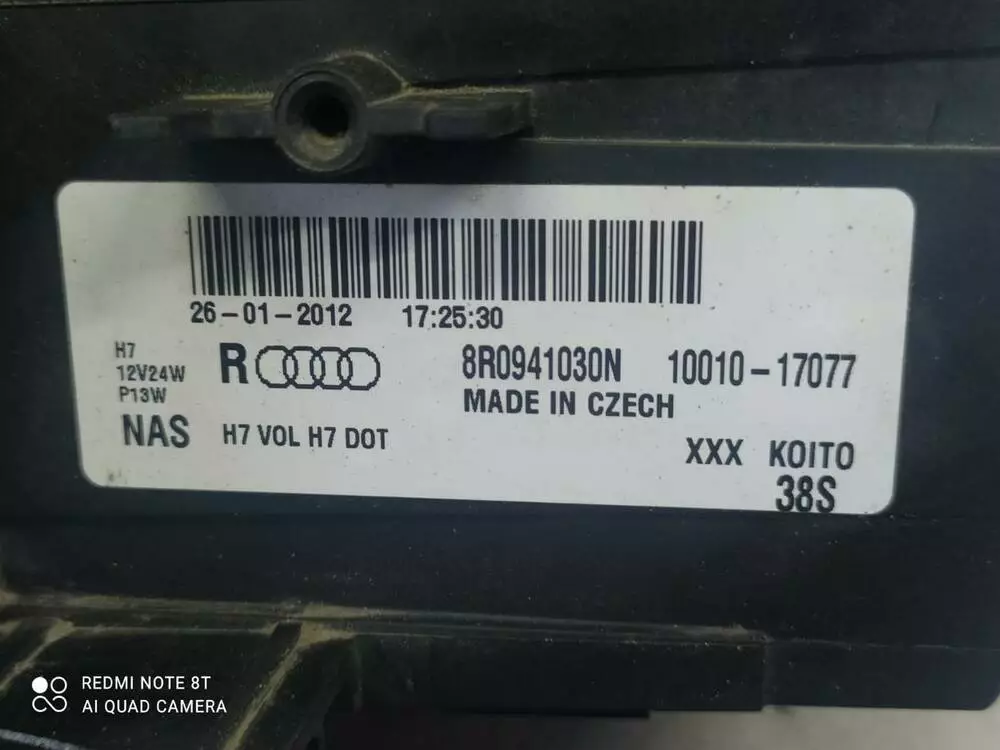 26-01-2012 17:25:30
H7
12V24W
P13W
R
8R0941030N 10010-17077
MADE IN CZECH
NAS H7 VOL H7 DOT
XXX KOITO
38S
REDMI NOTE 8T
AI QUAD CAMERA